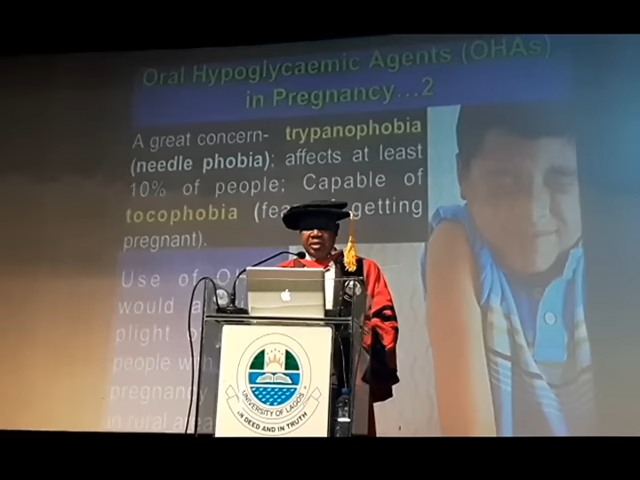 Oral Hypoglycaemic Agents (OHAs)
in Pregnancy...2
A great concern- trypanophobia
(needle phobia); affects at least
10% of people; Capable of
tocophobia (fear getting
pregnant).
Use of
would
plight
people
pregnancy
in rural
UNIVERSITY OF LAGOS
IN DEED AND IN TRUTH